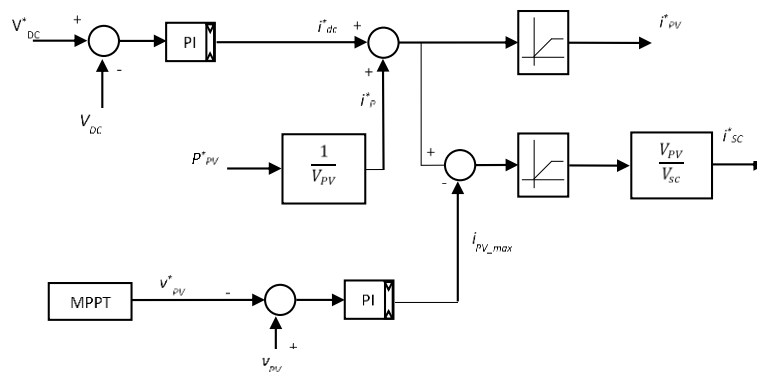 V*DC
+
-
VDC
PI
i*dc
+
+
i*P
i*PV
P*PV
1
VPV
+
-
VPV
Vsc
i*SC
iPV_max
MPPT
v*PV
-
+
vPV
PI